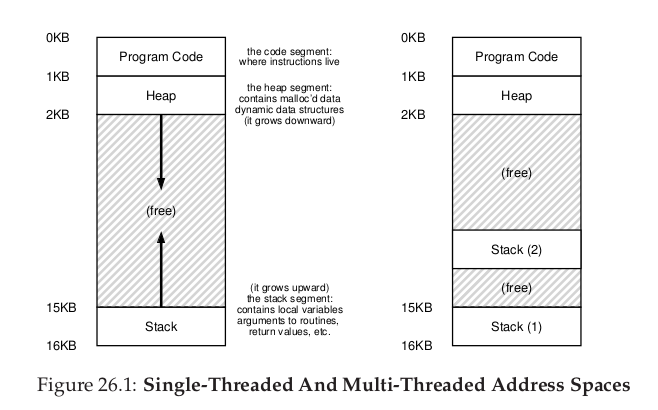 0KB
Program Code
the code segment:
where instructions live
1KB
Heap
the heap segment:
contains malloc'd data
dynamic data structures
(it grows downward)
2KB
(free)
(it grows upward)
the stack segment:
contains local variables
arguments to routines,
return values, etc.
15KB
Stack
16KB
0KB
Program Code
1KB
Heap
2KB
(free)
Stack (2)
(free)
15KB
Stack (1)
16KB
Figure 26.1: Single-Threaded And Multi-Threaded Address Spaces